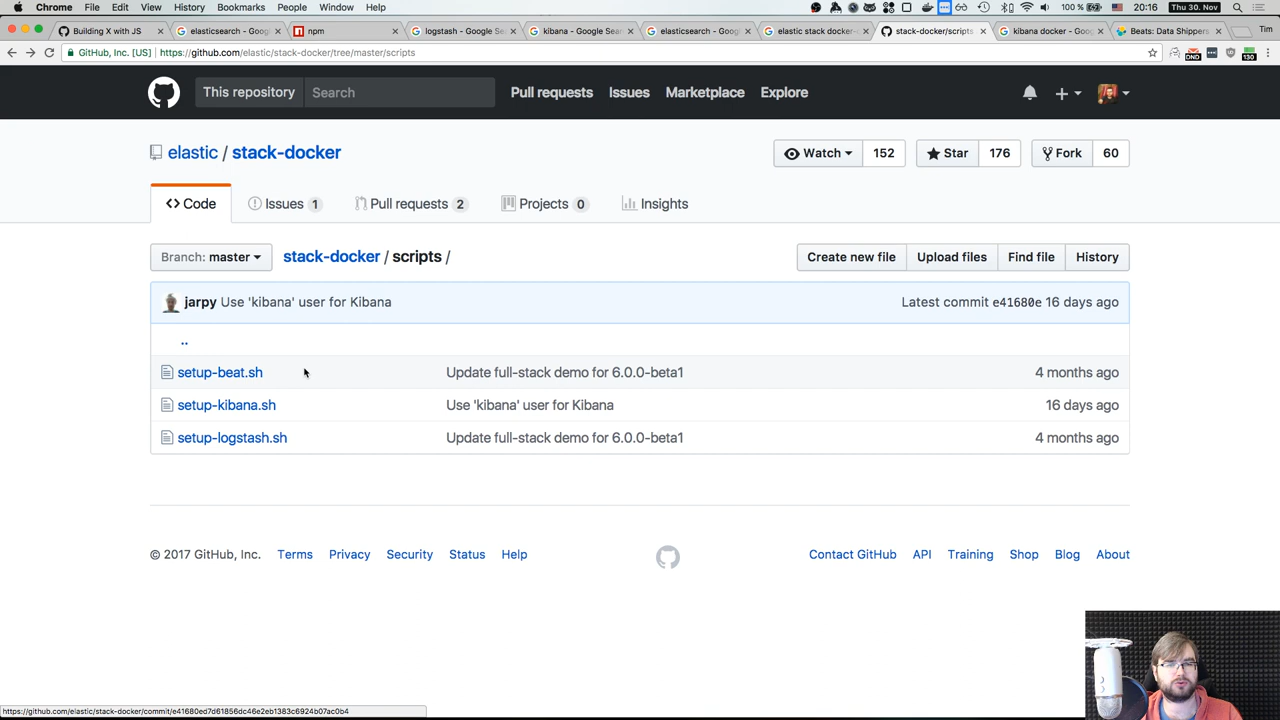 Chrome File Edit View History Bookmarks People Window Help 100 % Thu 30. Nov 20:16
Building X with JS elasticsearch - Goog npm logstash - Google Sea kibana - Google Search elasticsearch - Goog elastic stack docker stack-docker/scripts kibana docker - Goog Beats: Data Shippers Tim
GitHub, Inc. [US] https://github.com/elastic/stack-docker/tree/master/scripts
This repository Search Pull requests Issues Marketplace Explore
elastic / stack-docker Watch 152 Star 176 Fork 60
Code Issues 1 Pull requests 2 Projects 0 Insights
Branch: master stack-docker / scripts / Create new file Upload files Find file History
jarpy Use 'kibana' user for Kibana Latest commit e41680e 16 days ago
..
setup-beat.sh Update full-stack demo for 6.0.0-beta1 4 months ago
setup-kibana.sh Use 'kibana' user for Kibana 16 days ago
setup-logstash.sh Update full-stack demo for 6.0.0-beta1 4 months ago
© 2017 GitHub, Inc. Terms Privacy Security Status Help Contact GitHub API Training Shop Blog About
https://github.com/elastic/stack-docker/commit/e41680ed7d61856dc46e2eb1383c6924b07ac0b4